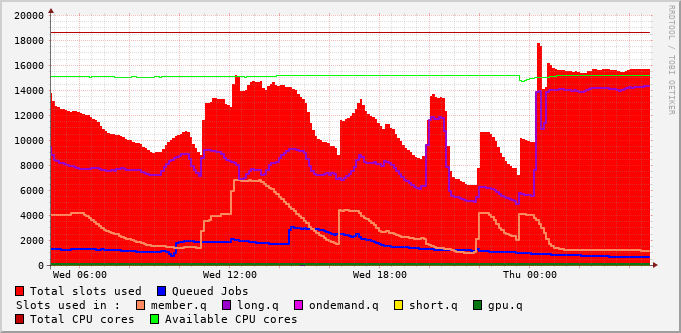 20000
18000
16000
14000
12000
10000
8000
6000
4000
2000
0
Wed 06:00 Wed 12:00 Wed 18:00 Thu 00:00
Total slots used Queued Jobs
Slots used in : member.q long.q ondemand.q short.q gpu.q
Total CPU cores Available CPU cores
RRDTOOL / TOBI OETIKER